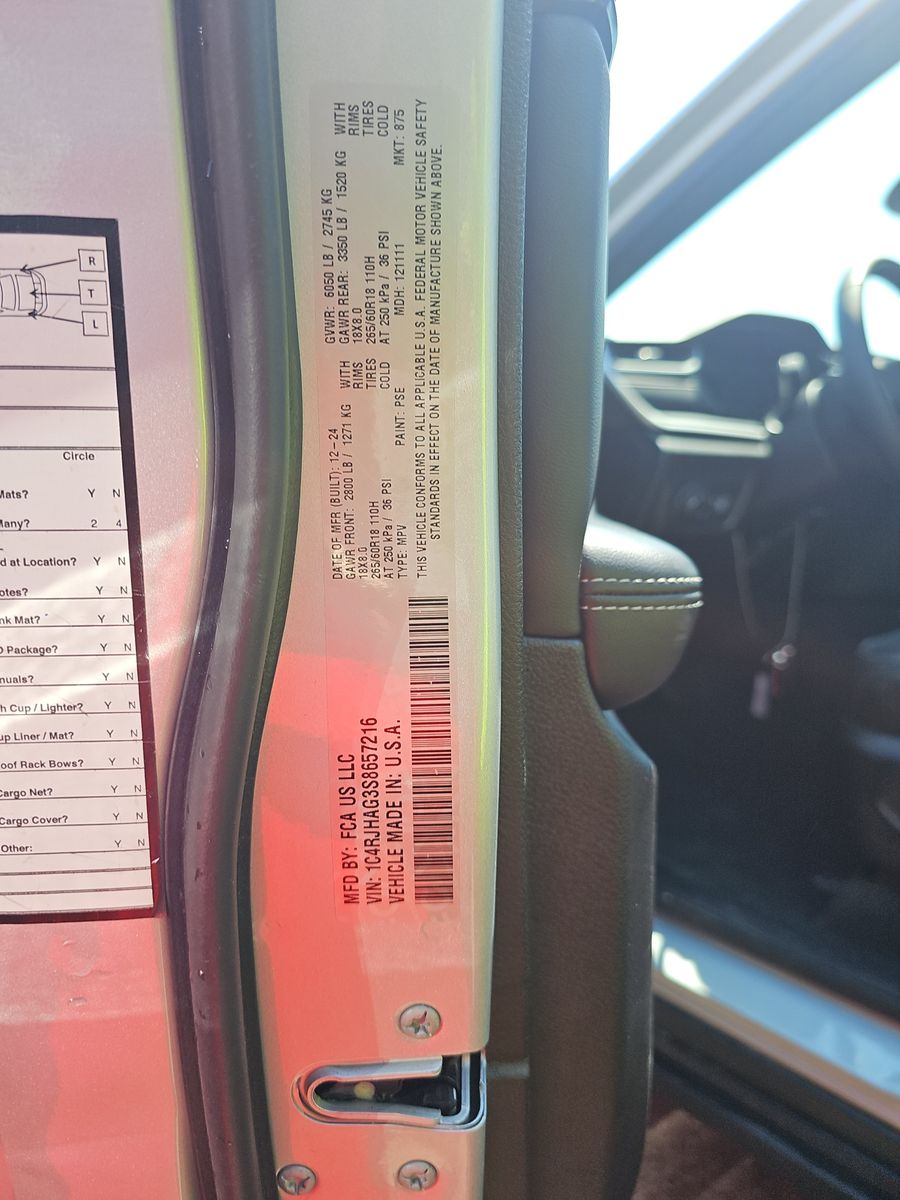 R
T
L
Circle
Mats? Y N
Many? 2 4
d at Location? Y N
otes? Y N
nk Mat? Y N
Package? Y N
nuals? Y N
h Cup / Lighter? Y N
up Liner / Mat? Y N
oof Rack Bows? Y N
Cargo Net? Y N
Cargo Cover? Y N
Other: Y N
MFD BY: FCA US LLC
VIN: 1C4RJHAG3S8657216
VEHICLE MADE IN: U.S.A.
DATE OF MFR (BUILT): 12-24 GVWR: 6050 LB / 2745 KG
GAWR FRONT: 2800 LB / 1271 KG WITH GAWR REAR: 3350 LB / 1520 KG WITH
18X8.0 RIMS 18X8.0 RIMS
265/60R18 110H TIRES 265/60R18 110H TIRES
AT 250 kPa / 36 PSI COLD AT 250 kPa / 36 PSI COLD
TYPE: MPV PAINT: PSE MDH: 121111 MKT: 875
THIS VEHICLE CONFORMS TO ALL APPLICABLE U.S.A. FEDERAL MOTOR VEHICLE SAFETY
STANDARDS IN EFFECT ON THE DATE OF MANUFACTURE SHOWN ABOVE.